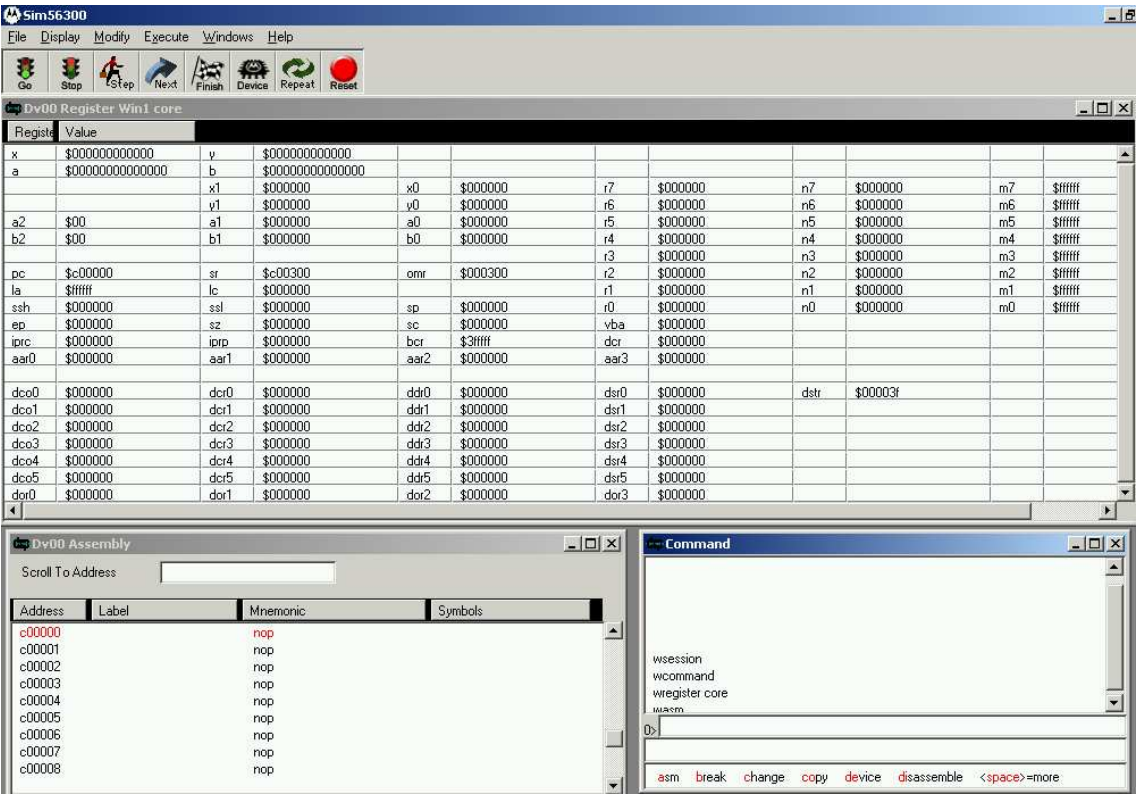 Sim56300
File Display Modify Execute Windows Help
Go Stop Step Next Finish Device Repeat Reset
Dv00 Register Win1 core
Registe Value
x $000000000000 y $000000000000
a $00000000000000 b $00000000000000
x1 $000000 x0 $000000 r7 $000000 n7 $000000 m7 $ffffff
y1 $000000 y0 $000000 r6 $000000 n6 $000000 m6 $ffffff
a2 $00 a1 $000000 a0 $000000 r5 $000000 n5 $000000 m5 $ffffff
b2 $00 b1 $000000 b0 $000000 r4 $000000 n4 $000000 m4 $ffffff
r3 $000000 n3 $000000 m3 $ffffff
pc $c00000 sr $c00300 omr $000300 r2 $000000 n2 $000000 m2 $ffffff
la $ffffff lc $000000 r1 $000000 n1 $000000 m1 $ffffff
ssh $000000 ssl $000000 sp $000000 r0 $000000 n0 $000000 m0 $ffffff
ep $000000 sz $000000 sc $000000 vba $000000
iprc $000000 iprp $000000 bcr $3fffff dcr $000000
aar0 $000000 aar1 $000000 aar2 $000000 aar3 $000000
dco0 $000000 dcr0 $000000 ddr0 $000000 dsr0 $000000 dstr $00003f
dco1 $000000 dcr1 $000000 ddr1 $000000 dsr1 $000000
dco2 $000000 dcr2 $000000 ddr2 $000000 dsr2 $000000
dco3 $000000 dcr3 $000000 ddr3 $000000 dsr3 $000000
dco4 $000000 dcr4 $000000 ddr4 $000000 dsr4 $000000
dco5 $000000 dcr5 $000000 ddr5 $000000 dsr5 $000000
dor0 $000000 dor1 $000000 dor2 $000000 dor3 $000000
Dv00 Assembly
Scroll To Address
Address Label Mnemonic Symbols
c00000 nop
c00001 nop
c00002 nop
c00003 nop
c00004 nop
c00005 nop
c00006 nop
c00007 nop
c00008 nop
Command
wsession
wcommand
wregister core
wasm
0>
asm break change copy device disassemble <space>=more